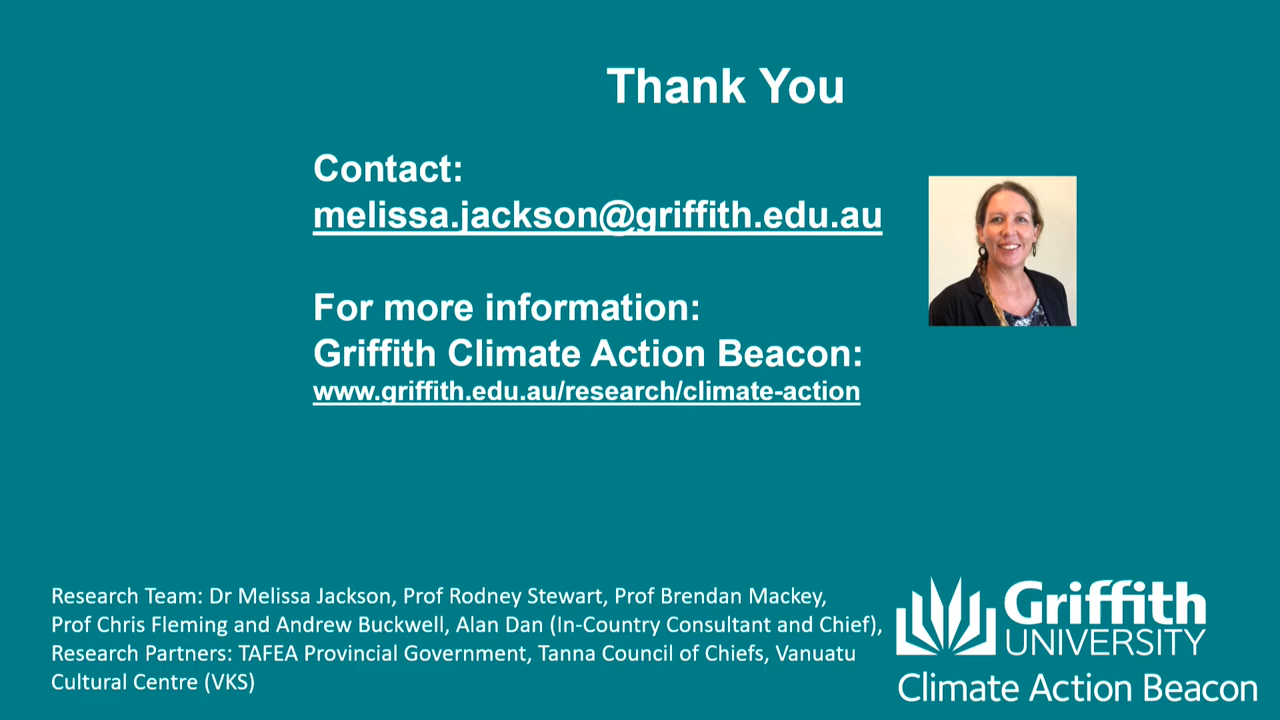 Thank You
Contact:
melissa.jackson@griffith.edu.au
For more information:
Griffith Climate Action Beacon:
www.griffith.edu.au/research/climate-action
Research Team: Dr Melissa Jackson, Prof Rodney Stewart, Prof Brendan Mackey,
Prof Chris Fleming and Andrew Buckwell, Alan Dan (In-Country Consultant and Chief),
Research Partners: TAFEA Provincial Government, Tanna Council of Chiefs, Vanuatu
Cultural Centre (VKS)
Griffith
UNIVERSITY
Climate Action Beacon